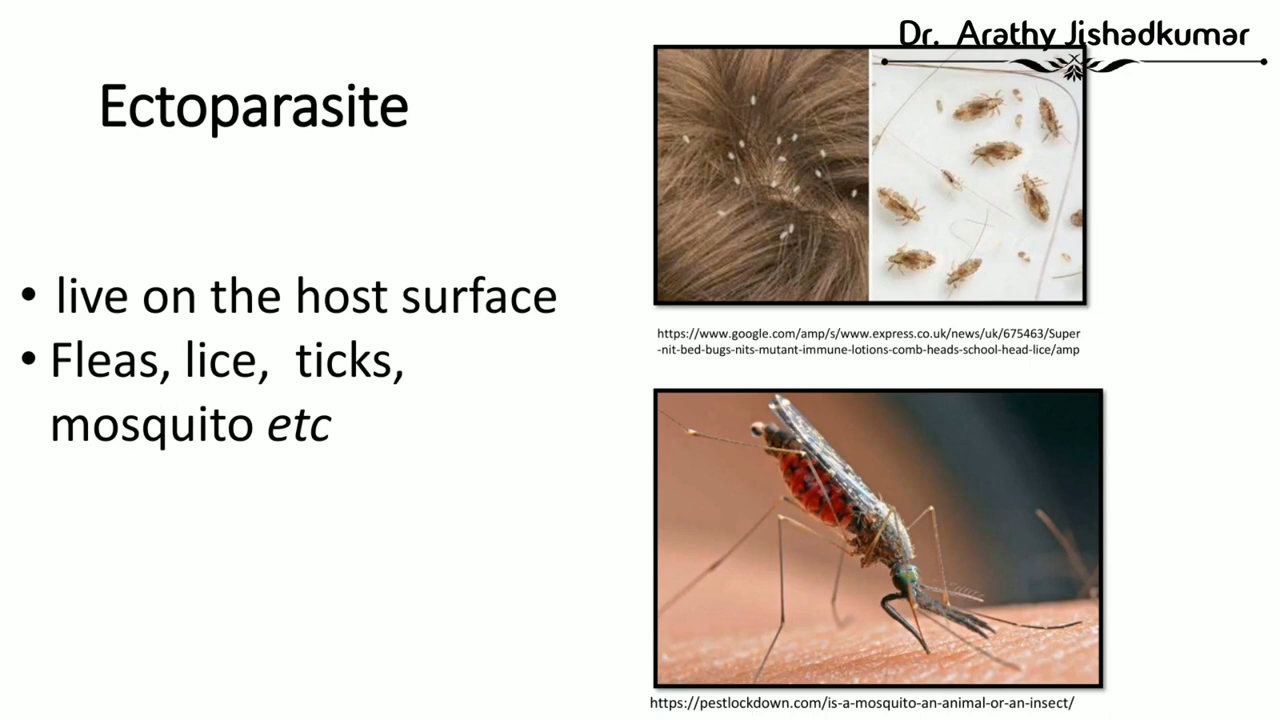 Dr. Arathy Jishadkumar
Ectoparasite
• live on the host surface
• Fleas, lice, ticks,
mosquito etc
https://www.google.com/amp/s/www.express.co.uk/news/uk/675463/Super
-nit-bed-bugs-nits-mutant-immune-lotions-comb-heads-school-head-lice/amp
https://pestlockdown.com/is-a-mosquito-an-animal-or-an-insect/